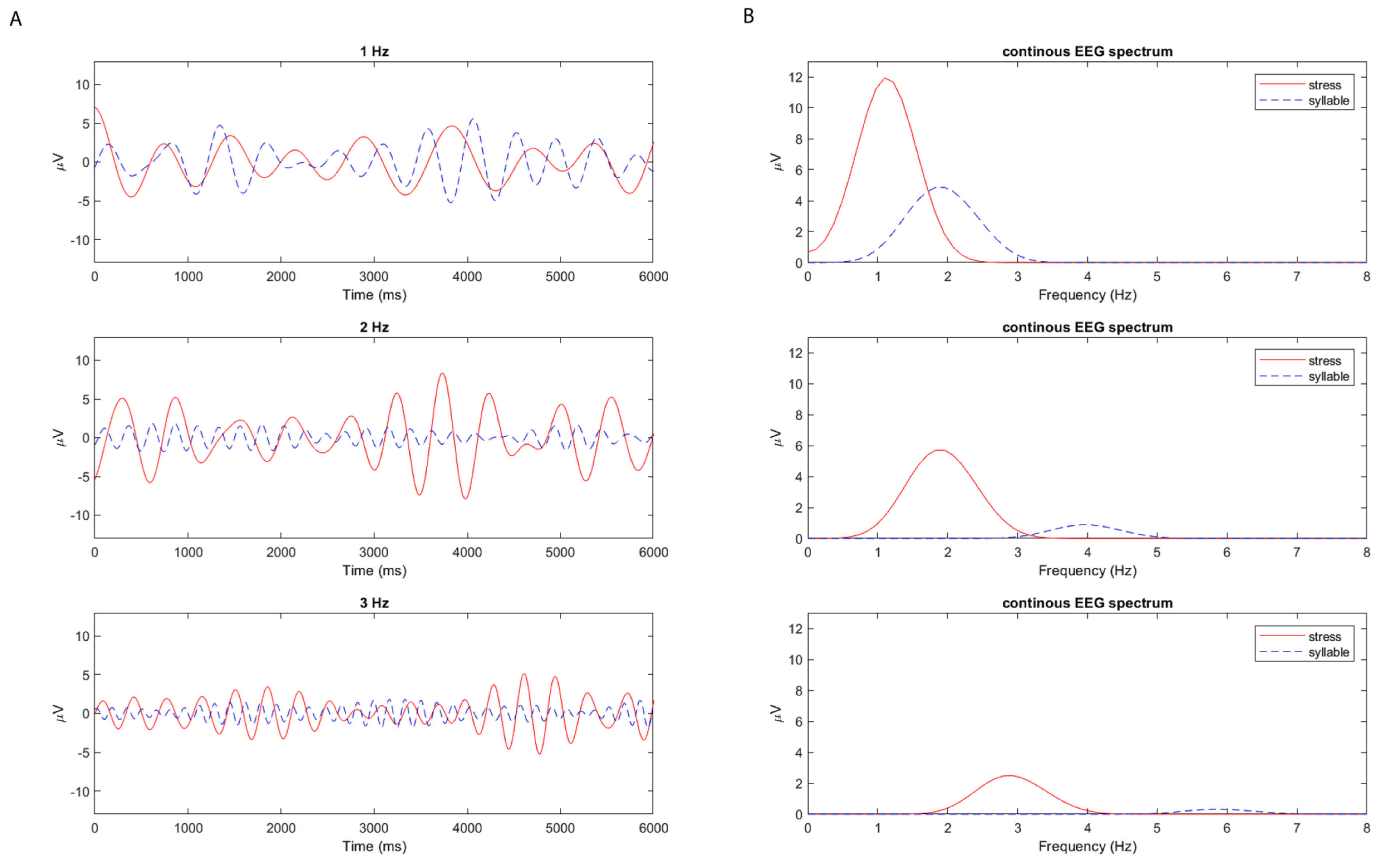 A
B
1 Hz
10
5
0
-5
-10
μV
0 1000 2000 3000 4000 5000 6000
Time (ms)
continous EEG spectrum
12
10
8
6
4
2
0
μV
stress
syllable
0 1 2 3 4 5 6 7 8
Frequency (Hz)
2 Hz
10
5
0
-5
-10
μV
0 1000 2000 3000 4000 5000 6000
Time (ms)
continous EEG spectrum
12
10
8
6
4
2
0
μV
stress
syllable
0 1 2 3 4 5 6 7 8
Frequency (Hz)
3 Hz
10
5
0
-5
-10
μV
0 1000 2000 3000 4000 5000 6000
Time (ms)
continous EEG spectrum
12
10
8
6
4
2
0
μV
stress
syllable
0 1 2 3 4 5 6 7 8
Frequency (Hz)